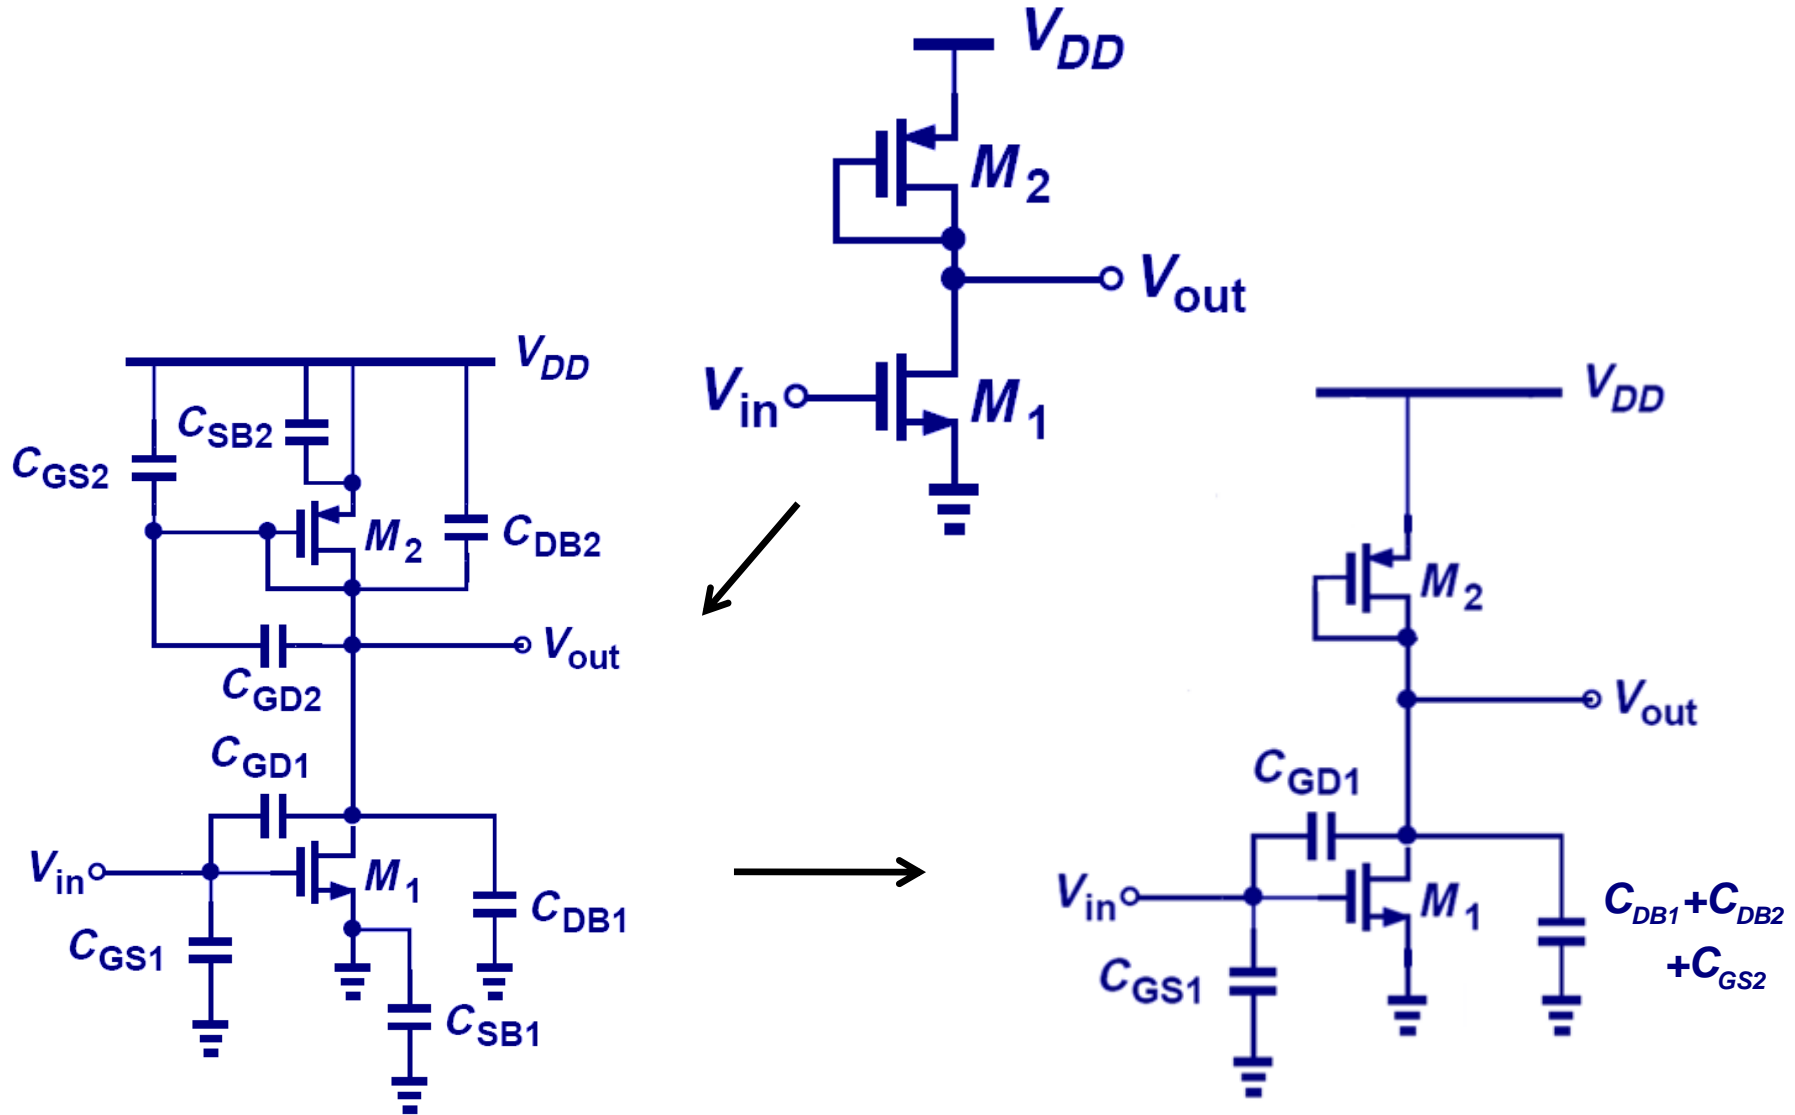 VDD
M2
Vout
Vin
M1
VDD
CSB2
CGS2
M2
CDB2
Vout
CGD2
CGD1
Vin
M1
CDB1
CGS1
CSB1
VDD
M2
Vout
CGD1
Vin
M1
CDB1+CDB2
+CGS2
CGS1